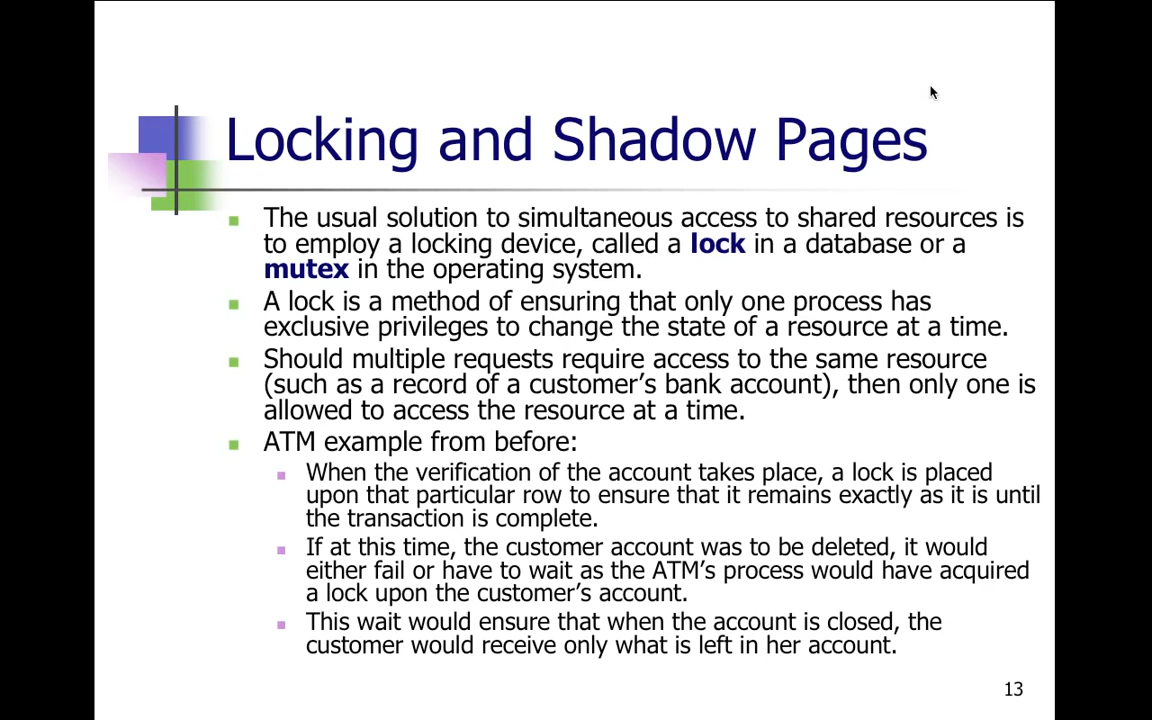 Locking and Shadow Pages
The usual solution to simultaneous access to shared resources is
to employ a locking device, called a lock in a database or a
mutex in the operating system.
A lock is a method of ensuring that only one process has
exclusive privileges to change the state of a resource at a time.
Should multiple requests require access to the same resource
(such as a record of a customer’s bank account), then only one is
allowed to access the resource at a time.
ATM example from before:
When the verification of the account takes place, a lock is placed
upon that particular row to ensure that it remains exactly as it is until
the transaction is complete.
If at this time, the customer account was to be deleted, it would
either fail or have to wait as the ATM’s process would have acquired
a lock upon the customer’s account.
This wait would ensure that when the account is closed, the
customer would receive only what is left in her account.
13